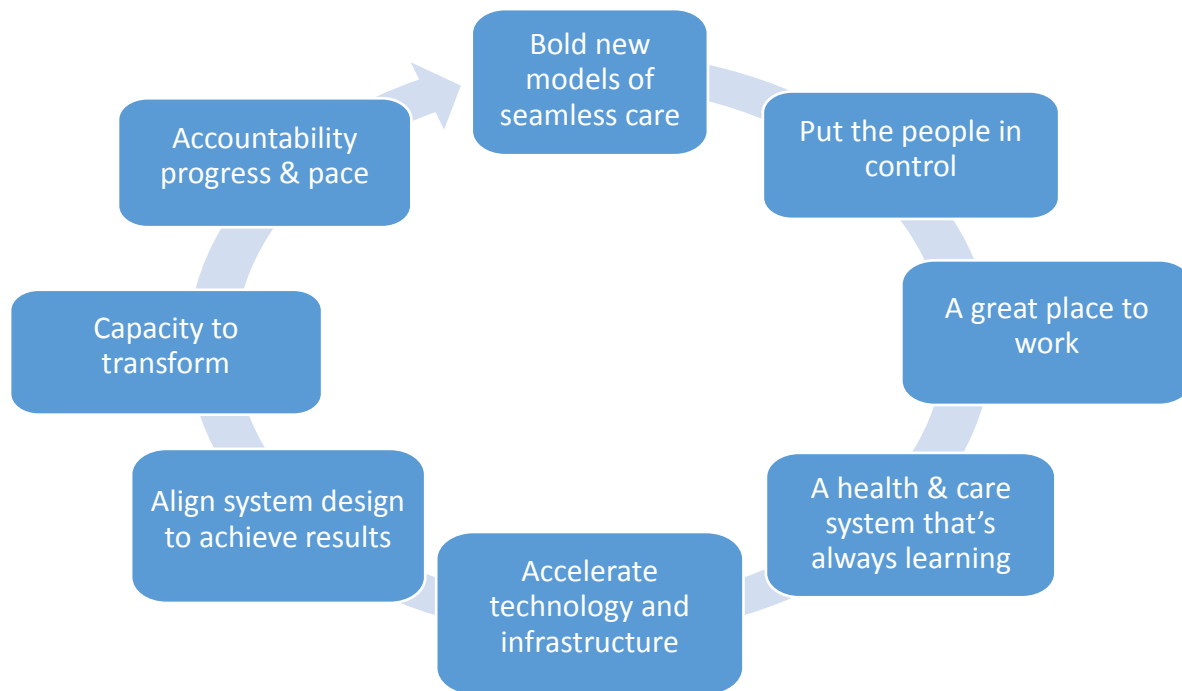 Bold new
models of
seamless care
Put the people in
control
A great place to
work
A health & care
system that’s
always learning
Accelerate
technology and
infrastructure
Align system design
to achieve results
Capacity to
transform
Accountability
progress & pace